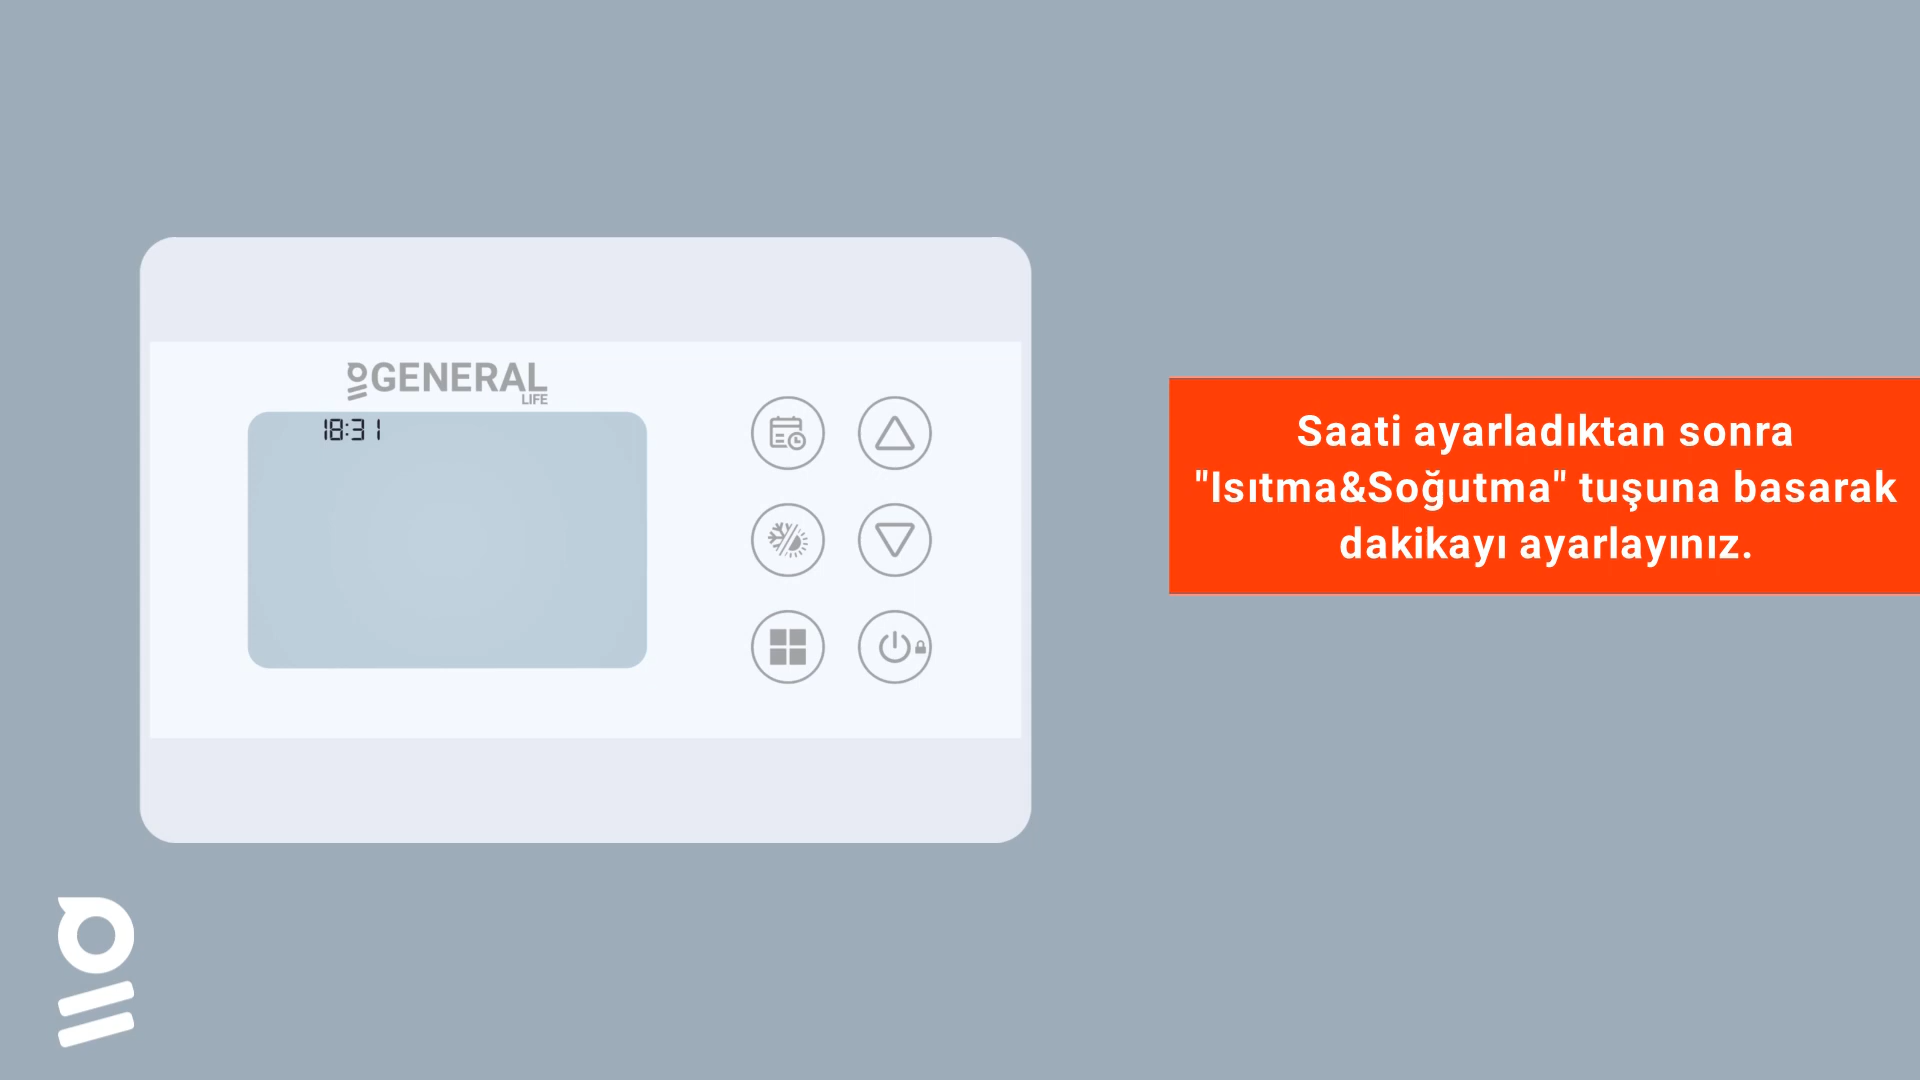 GENERAL
LIFE
18:31
Saati ayarladıktan sonra
"Isıtma&Soğutma" tuşuna basarak
dakikayı ayarlayınız.